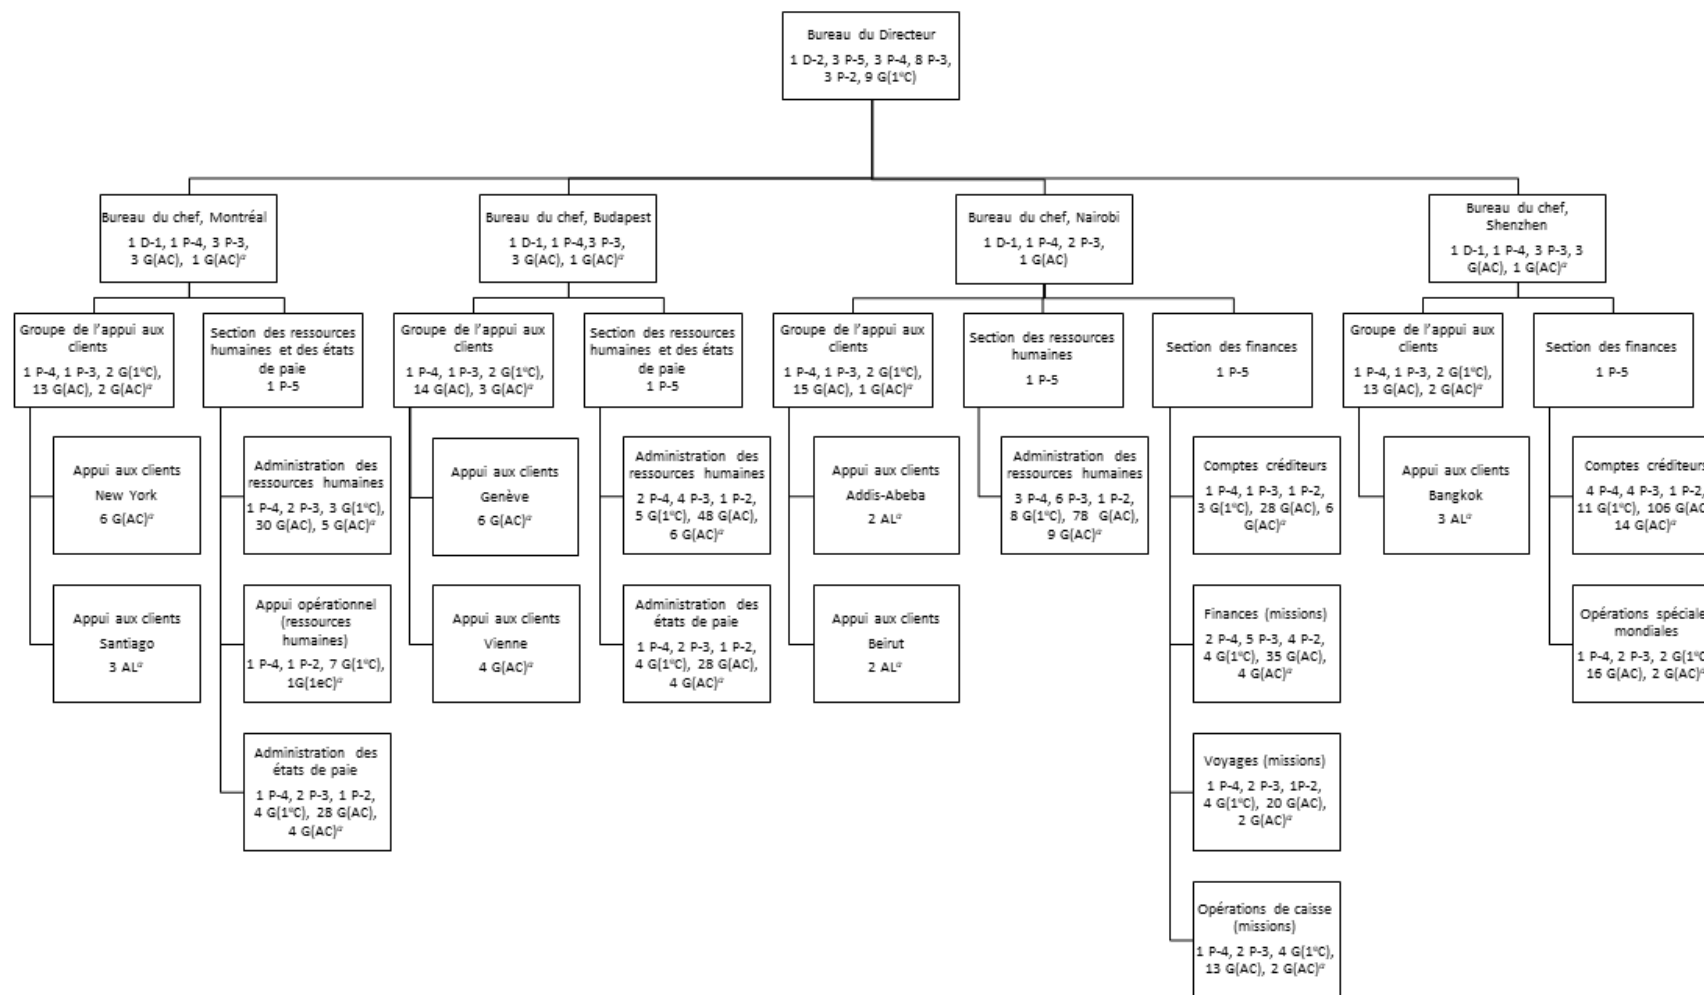 Bureau du Directeur
1 D-2, 3 P-5, 3 P-4, 8 P-3,
3 P-2, 9 G(1ᵉC)
Bureau du chef, Montréal
1 D-1, 1 P-4, 3 P-3,
3 G(AC), 1 G(AC)ᵃ
Bureau du chef, Budapest
1 D-1, 1 P-4,3 P-3,
3 G(AC), 1 G(AC)ᵃ
Bureau du chef, Nairobi
1 D-1, 1 P-4, 2 P-3,
1 G(AC)
Bureau du chef,
Shenzhen
1 D-1, 1 P-4, 3 P-3, 3
G(AC), 1 G(AC)ᵃ
Groupe de l'appui aux
clients
1 P-4, 1 P-3, 2 G(1ᵉC),
13 G(AC), 2 G(AC)ᵃ
Section des ressources
humaines et des états
de paie
1 P-5
Groupe de l'appui aux
clients
1 P-4, 1 P-3, 2 G(1ᵉC),
14 G(AC), 3 G(AC)ᵃ
Section des ressources
humaines et des états
de paie
1 P-5
Groupe de l'appui aux
clients
1 P-4, 1 P-3, 2 G(1ᵉC),
15 G(AC), 1 G(AC)ᵃ
Section des ressources
humaines
1 P-5
Section des finances
1 P-5
Groupe de l'appui aux
clients
1 P-4, 1 P-3, 2 G(1ᵉC),
13 G(AC), 2 G(AC)ᵃ
Section des finances
1 P-5
Appui aux clients
New York
6 G(AC)ᵃ
Administration des
ressources humaines
1 P-4, 2 P-3, 3 G(1ᵉC),
30 G(AC), 5 G(AC)ᵃ
Appui aux clients
Genève
6 G(AC)ᵃ
Administration des
ressources humaines
2 P-4, 4 P-3, 1 P-2,
5 G(1ᵉC), 48 G(AC),
6 G(AC)ᵃ
Appui aux clients
Addis-Abeba
2 ALᵃ
Administration des
ressources humaines
3 P-4, 6 P-3, 1 P-2,
8 G(1ᵉC), 78 G(AC),
9 G(AC)ᵃ
Comptes créditeurs
1 P-4, 1 P-3, 1 P-2,
3 G(1ᵉC), 28 G(AC), 6
G(AC)ᵃ
Appui aux clients
Bangkok
3 ALᵃ
Comptes créditeurs
4 P-4, 4 P-3, 1 P-2,
11 G(1ᵉC), 106 G(AC
14 G(AC)ᵃ
Appui aux clients
Santiago
3 ALᵃ
Appui opérationnel
(ressources
humaines)
1 P-4, 1 P-2, 7 G(1ᵉC),
1G(1eC)ᵃ
Appui aux clients
Vienne
4 G(AC)ᵃ
Administration des
états de paie
1 P-4, 2 P-3, 1 P-2,
4 G(1ᵉC), 28 G(AC),
4 G(AC)ᵃ
Appui aux clients
Beirut
2 ALᵃ
Finances (missions)
2 P-4, 5 P-3, 4 P-2,
4 G(1ᵉC), 35 G(AC),
4 G(AC)ᵃ
Opérations spéciale
mondiales
1 P-4, 2 P-3, 2 G(1ᵉC
16 G(AC), 2 G(AC)ᵃ
Administration des
états de paie
1 P-4, 2 P-3, 1 P-2,
4 G(1ᵉC), 28 G(AC),
4 G(AC)ᵃ
Voyages (missions)
1 P-4, 2 P-3, 1P-2,
4 G(1ᵉC), 20 G(AC),
2 G(AC)ᵃ
Opérations de caisse
(missions)
1 P-4, 2 P-3, 4 G(1ᵉC),
13 G(AC), 2 G(AC)ᵃ